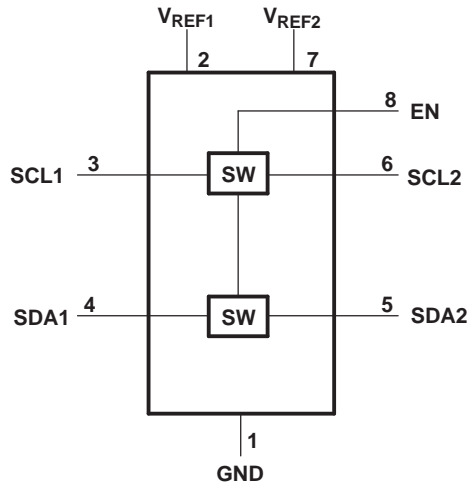 VREF1 VREF2
2 7
8 EN
SCL1 3 SW 6 SCL2
SDA1 4 SW 5 SDA2
1
GND